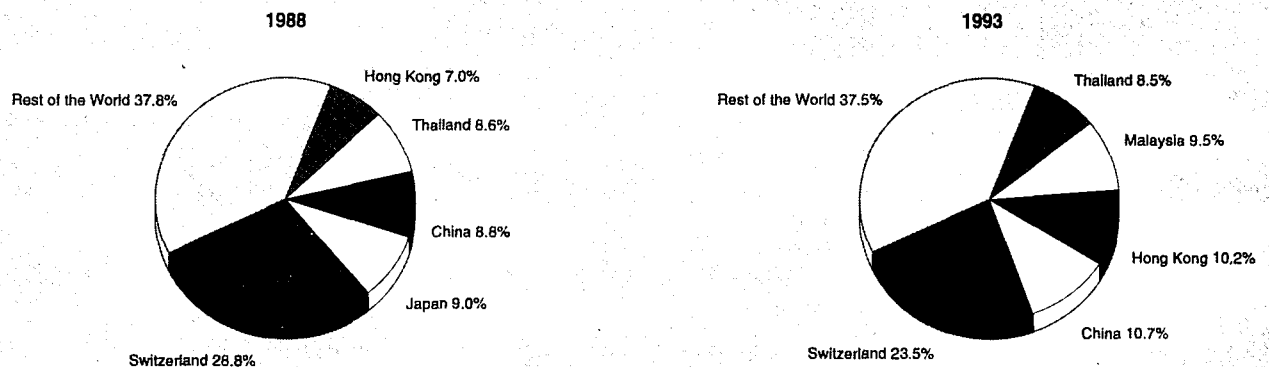 1988
Hong Kong 7.0%
Rest of the World 37.8%
Thailand 8.6%
China 8.8%
Japan 9.0%
Switzerland 28.8%
1993
Thailand 8.5%
Rest of the World 37.5%
Malaysia 9.5%
Hong Kong 10,2%
China 10.7%
Switzerland 23.5%